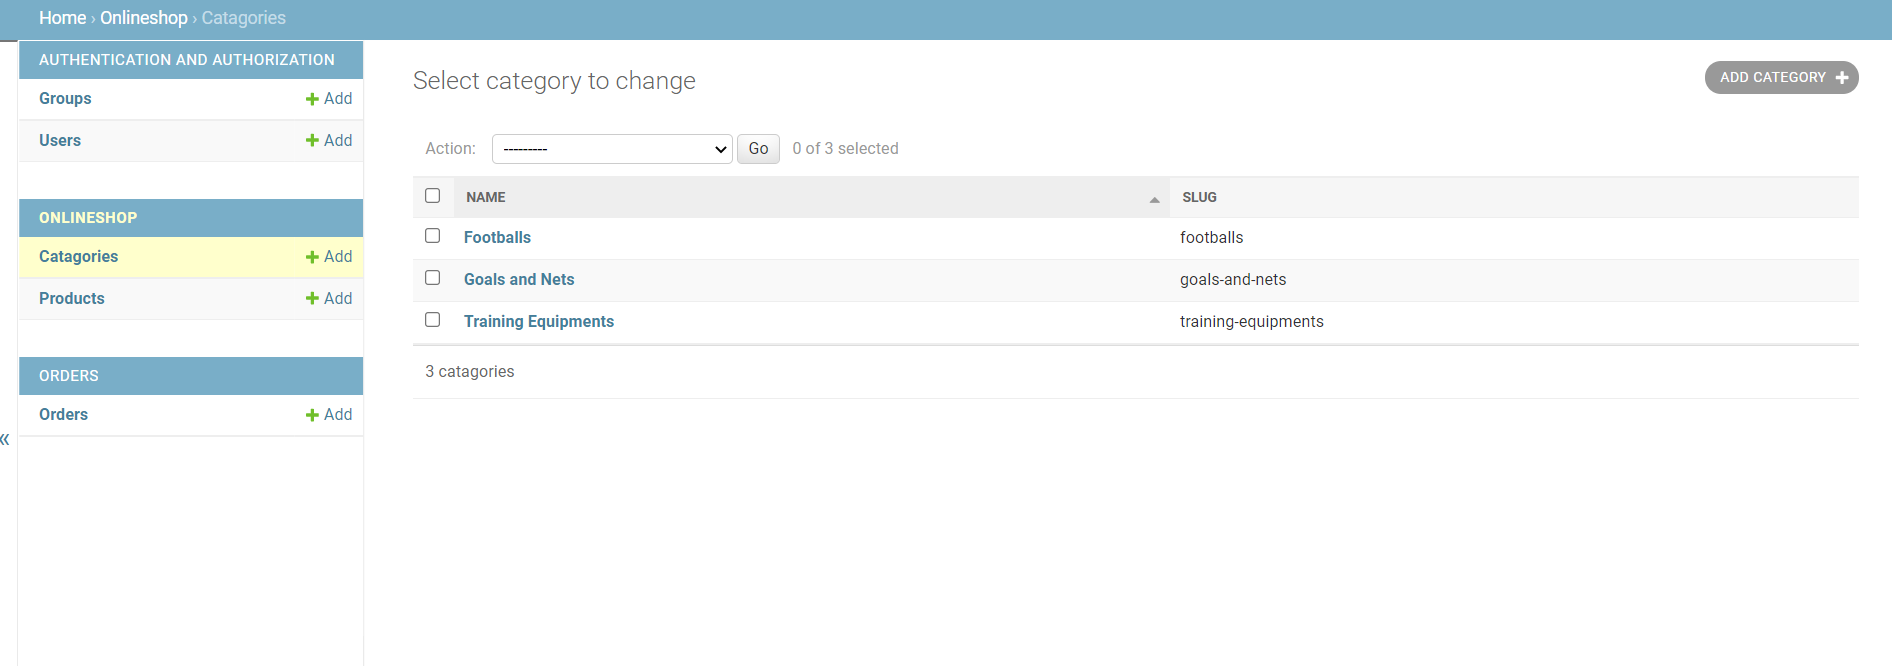 Home › Onlineshop › Catagories
AUTHENTICATION AND AUTHORIZATION
Groups + Add
Users + Add
ONLINESHOP
Catagories + Add
Products + Add
ORDERS
Orders + Add
«
Select category to change
ADD CATEGORY +
Action: --------- Go 0 of 3 selected
NAME SLUG
Footballs footballs
Goals and Nets goals-and-nets
Training Equipments training-equipments
3 catagories